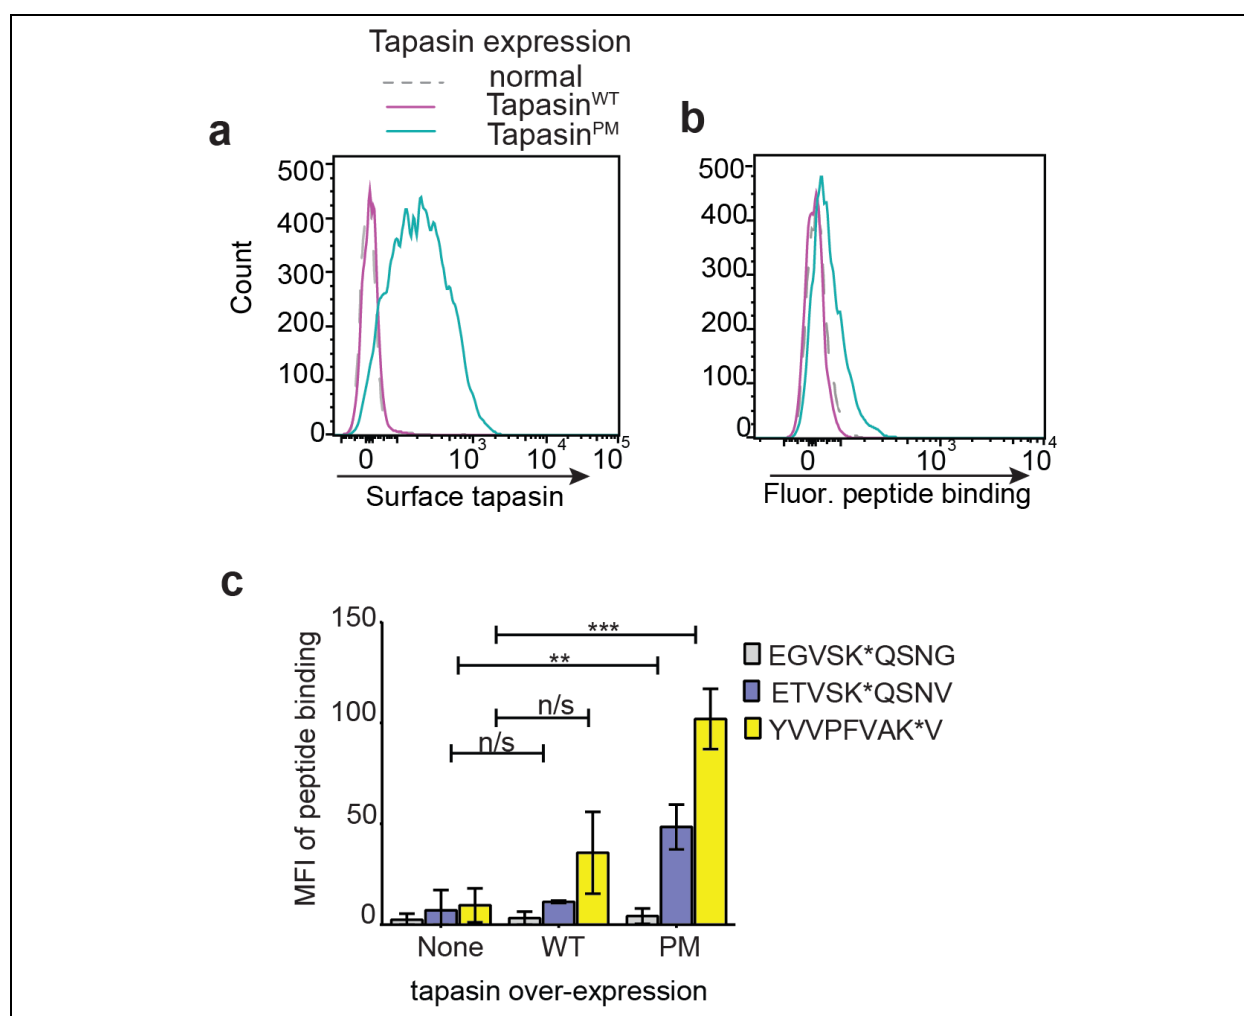 Tapasin expression
normal
TapasinWT
TapasinPM
a
500
400
300
200
100
0
Count
0 10³ 10⁴ 10⁵
Surface tapasin
b
500
400
300
200
100
0
0 10³ 10⁴
Fluor. peptide binding
c
150
100
50
0
MFI of peptide binding
***
**
n/s
n/s
EGVSK*QSNG
ETVSK*QSNV
YVVPFVAK*V
None WT PM
tapasin over-expression